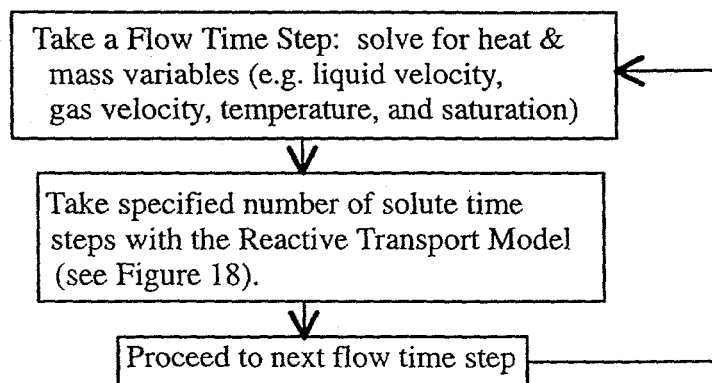 Take a Flow Time Step: solve for heat &
mass variables (e.g. liquid velocity,
gas velocity, temperature, and saturation)
Take specified number of solute time
steps with the Reactive Transport Model
(see Figure 18).
Proceed to next flow time step